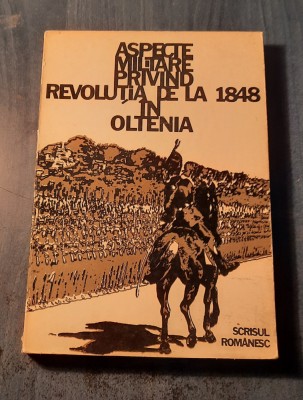 ASPECTE
MILITARE
PRIVIND
REVOLUȚIA DE LA 1848
ÎN
OLTENIA
SCRISUL
ROMÂNESC